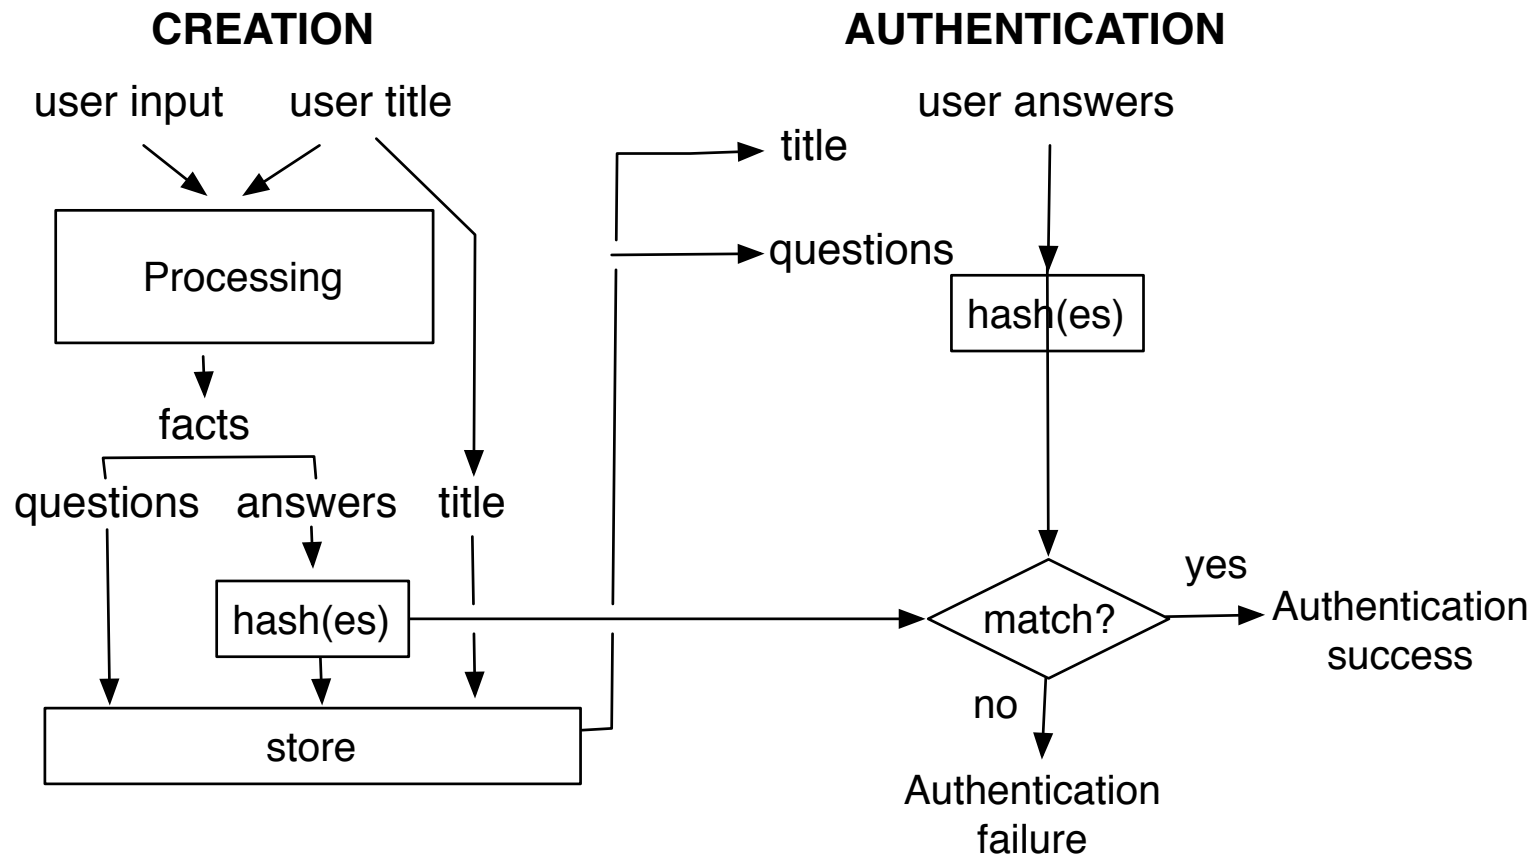 CREATION
user input
user title
Processing
facts
questions
answers
title
hash(es)
store
AUTHENTICATION
user answers
title
questions
hash(es)
match?
yes
Authentication
success
no
Authentication
failure